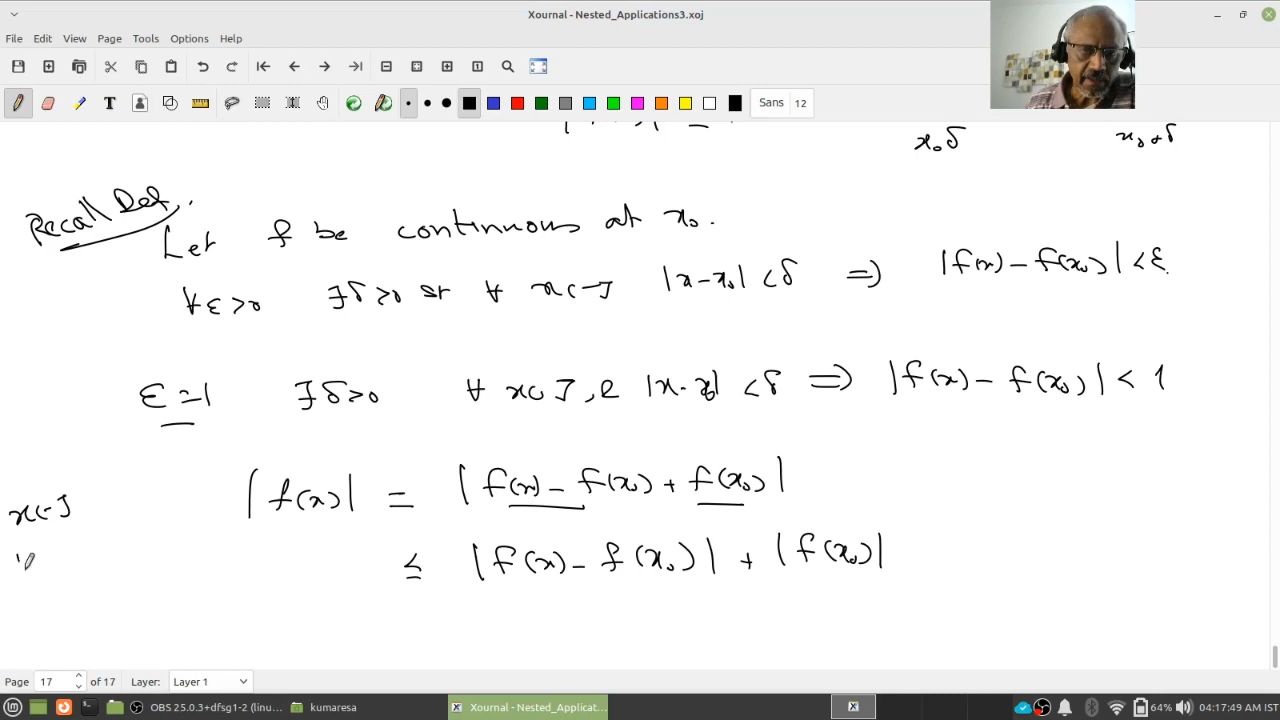 Xournal - Nested_Applications3.xoj
File Edit View Page Tools Options Help
Sans 12
x₀ δ x₀ + δ
Recall Def.
Let f be continuous at x₀.
∀ ε > 0 ∃ δ > 0 st ∀ x ∈ J |x - x₀| < δ ⇒ |f(x) - f(x₀)| < ε.
ε = 1 ∃ δ > 0 ∀ x ∈ J, & |x - x₀| < δ ⇒ |f(x) - f(x₀)| < 1
|f(x)| = |f(x) - f(x₀) + f(x₀)|
x ∈ J
≤ |f(x) - f(x₀)| + |f(x₀)|
Page 17 of 17 Layer: Layer 1
OBS 25.0.3+dfsg1-2 (linu... kumaresa Xournal - Nested_Applicat... 64% 04:17:49 AM IST